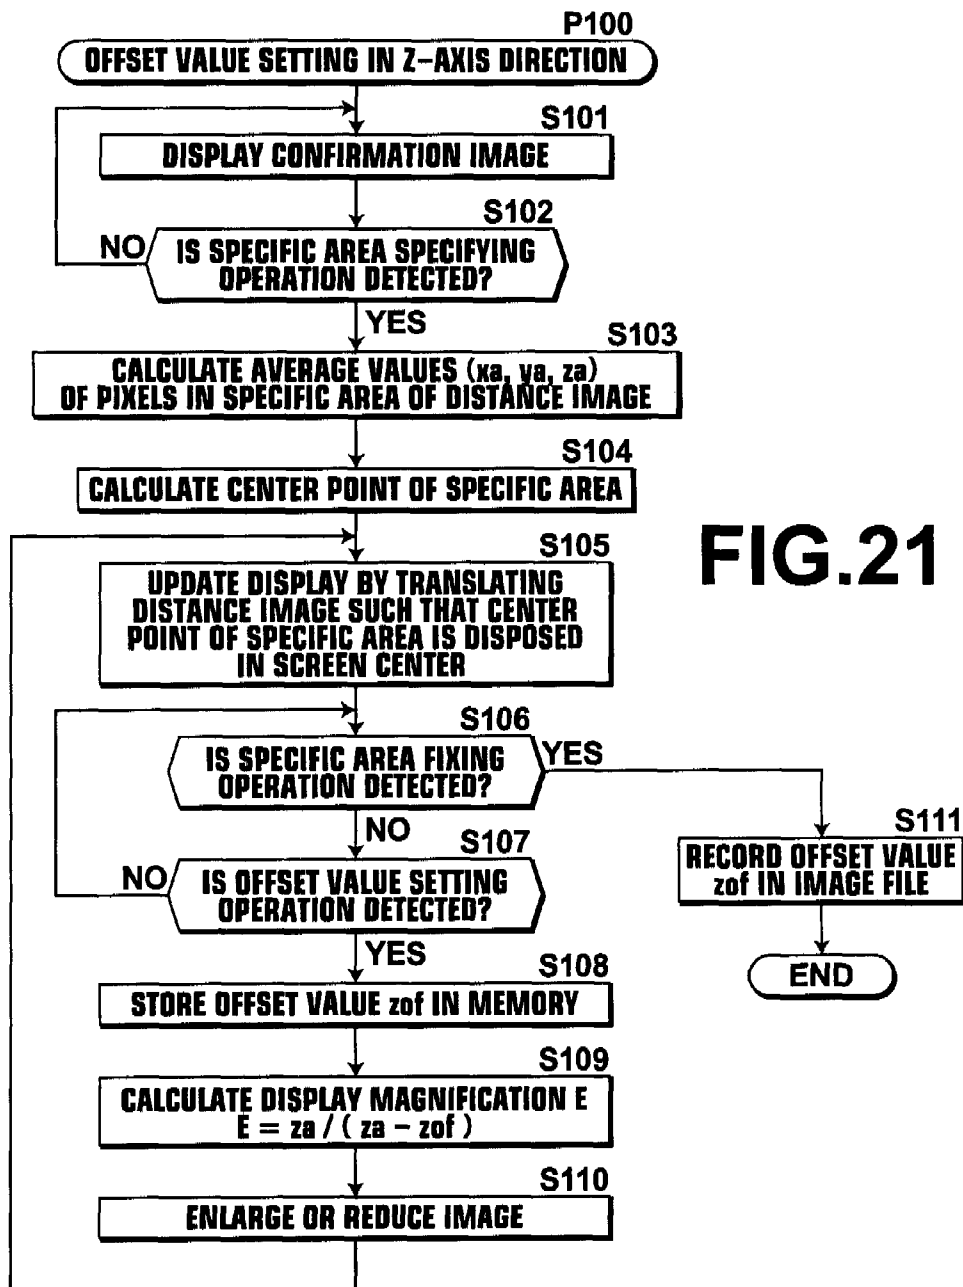 P100
OFFSET VALUE SETTING IN Z-AXIS DIRECTION
S101
DISPLAY CONFIRMATION IMAGE
S102
NO
IS SPECIFIC AREA SPECIFYING
OPERATION DETECTED?
YES
S103
CALCULATE AVERAGE VALUES (xa, ya, za)
OF PIXELS IN SPECIFIC AREA OF DISTANCE IMAGE
S104
CALCULATE CENTER POINT OF SPECIFIC AREA
FIG.21
S105
UPDATE DISPLAY BY TRANSLATING
DISTANCE IMAGE SUCH THAT CENTER
POINT OF SPECIFIC AREA IS DISPOSED
IN SCREEN CENTER
S106
IS SPECIFIC AREA FIXING
OPERATION DETECTED?
YES
NO
S107
NO
IS OFFSET VALUE SETTING
OPERATION DETECTED?
YES
S111
RECORD OFFSET VALUE
zof IN IMAGE FILE
END
S108
STORE OFFSET VALUE zof IN MEMORY
S109
CALCULATE DISPLAY MAGNIFICATION E
E = za / ( za - zof )
S110
ENLARGE OR REDUCE IMAGE